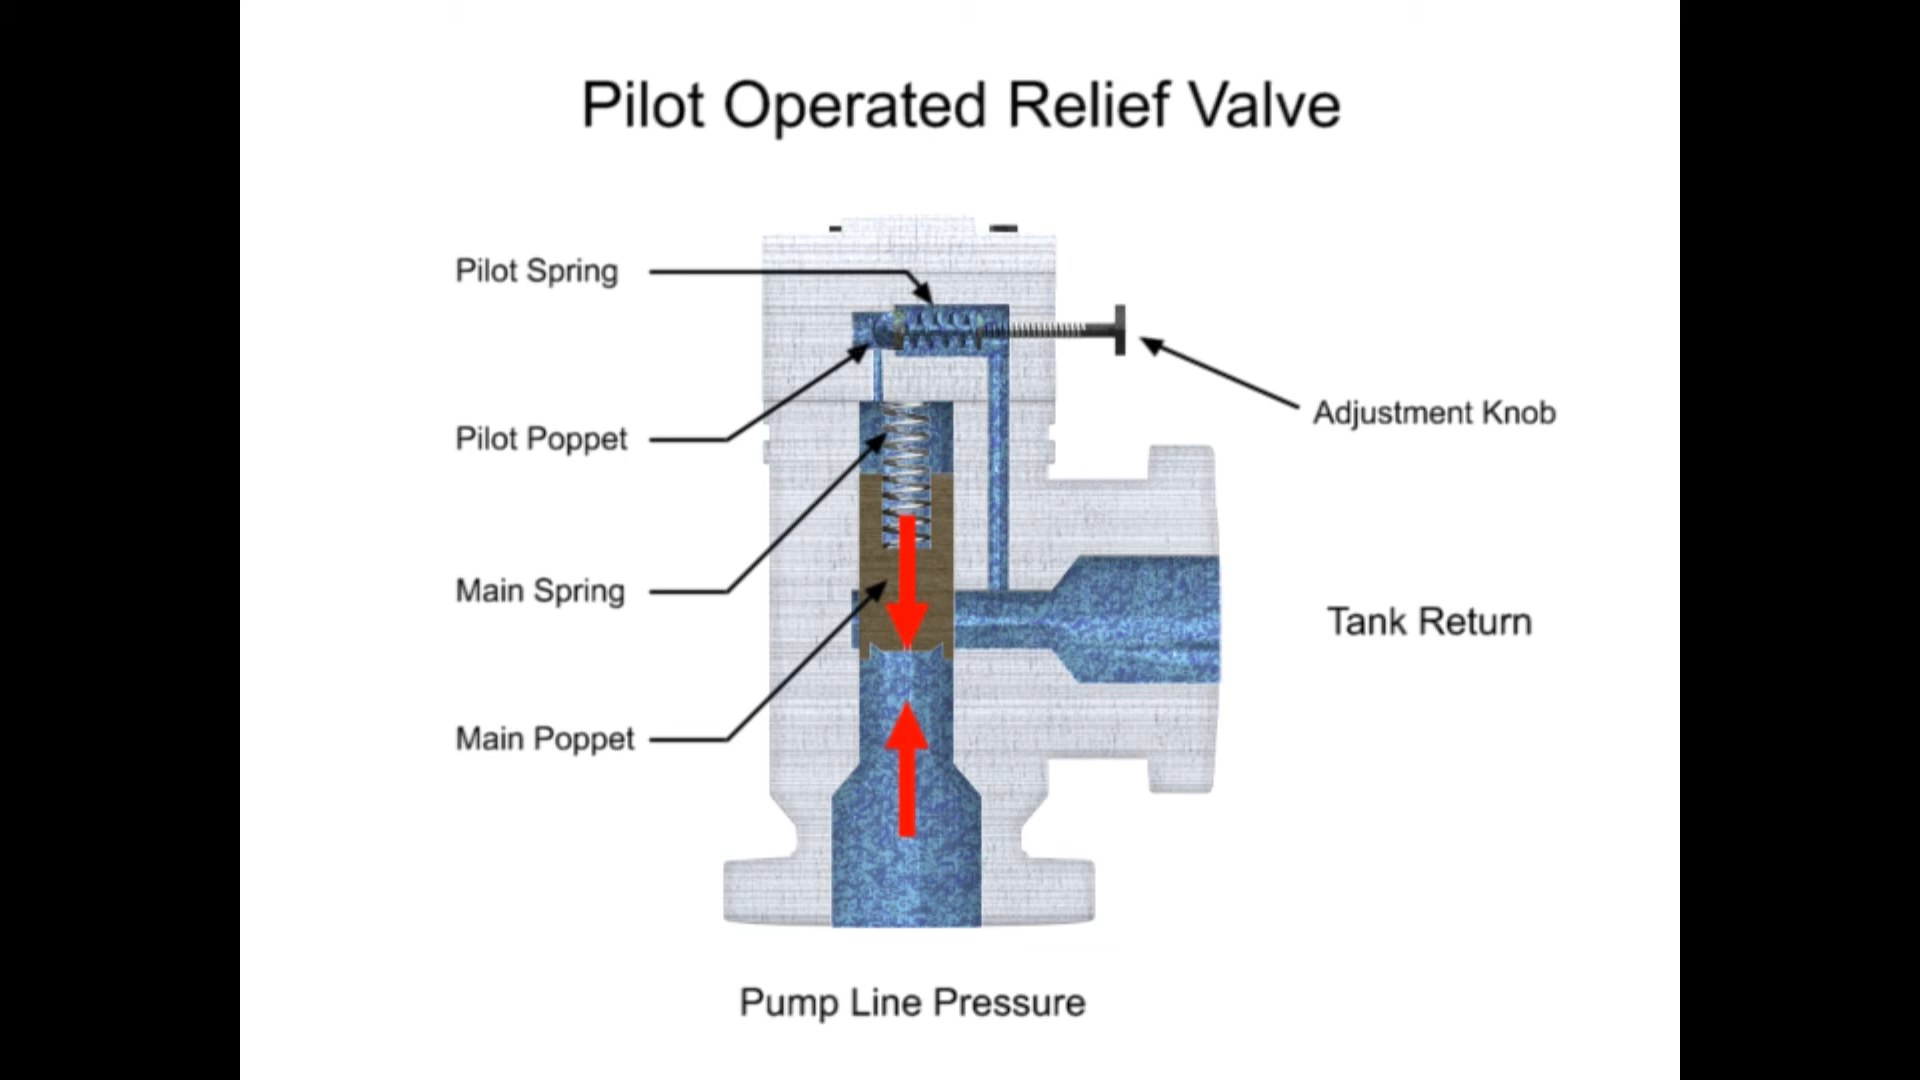 Pilot Operated Relief Valve
Pilot Spring
Pilot Poppet
Adjustment Knob
Main Spring
Tank Return
Main Poppet
Pump Line Pressure